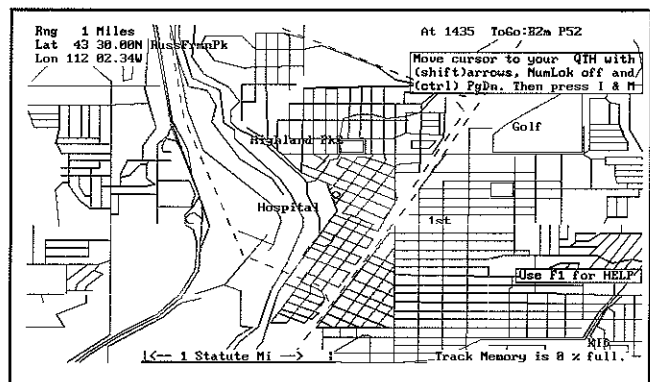 Rng 1 Miles
Lat 43 30.00N RussFrmnPk
Lon 112 02.34W
At 1435 ToGo:B2m P52
Move cursor to your QTH with
(shift)arrows, NumLok off and
(ctrl) PgDn. Then press I & M
Golf
Highland Pk
Hospital
1st
Use F1 for HELP
|<-- 1 Statute Mi --> |
Track Memory is 0 % full.